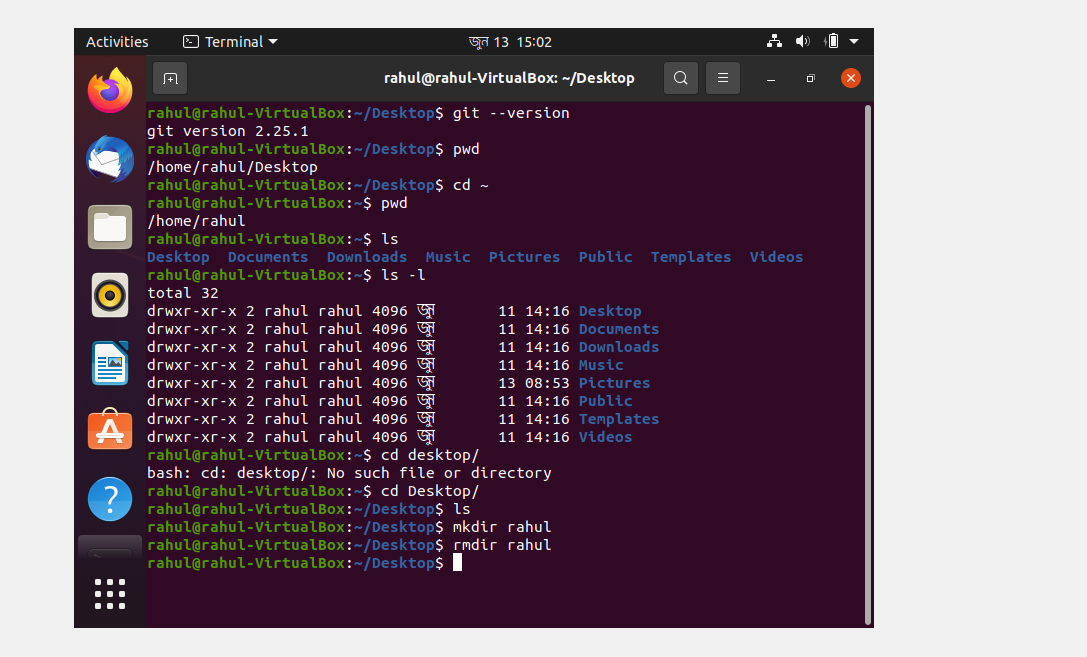 Activities Terminal জুন 13 15:02
rahul@rahul-VirtualBox: ~/Desktop
rahul@rahul-VirtualBox:~/Desktop$ git --version
git version 2.25.1
rahul@rahul-VirtualBox:~/Desktop$ pwd
/home/rahul/Desktop
rahul@rahul-VirtualBox:~/Desktop$ cd ~
rahul@rahul-VirtualBox:~$ pwd
/home/rahul
rahul@rahul-VirtualBox:~$ ls
Desktop Documents Downloads Music Pictures Public Templates Videos
rahul@rahul-VirtualBox:~$ ls -l
total 32
drwxr-xr-x 2 rahul rahul 4096 জুন 11 14:16 Desktop
drwxr-xr-x 2 rahul rahul 4096 জুন 11 14:16 Documents
drwxr-xr-x 2 rahul rahul 4096 জুন 11 14:16 Downloads
drwxr-xr-x 2 rahul rahul 4096 জুন 11 14:16 Music
drwxr-xr-x 2 rahul rahul 4096 জুন 13 08:53 Pictures
drwxr-xr-x 2 rahul rahul 4096 জুন 11 14:16 Public
drwxr-xr-x 2 rahul rahul 4096 জুন 11 14:16 Templates
drwxr-xr-x 2 rahul rahul 4096 জুন 11 14:16 Videos
rahul@rahul-VirtualBox:~$ cd desktop/
bash: cd: desktop/: No such file or directory
rahul@rahul-VirtualBox:~$ cd Desktop/
rahul@rahul-VirtualBox:~/Desktop$ ls
rahul@rahul-VirtualBox:~/Desktop$ mkdir rahul
rahul@rahul-VirtualBox:~/Desktop$ rmdir rahul
rahul@rahul-VirtualBox:~/Desktop$